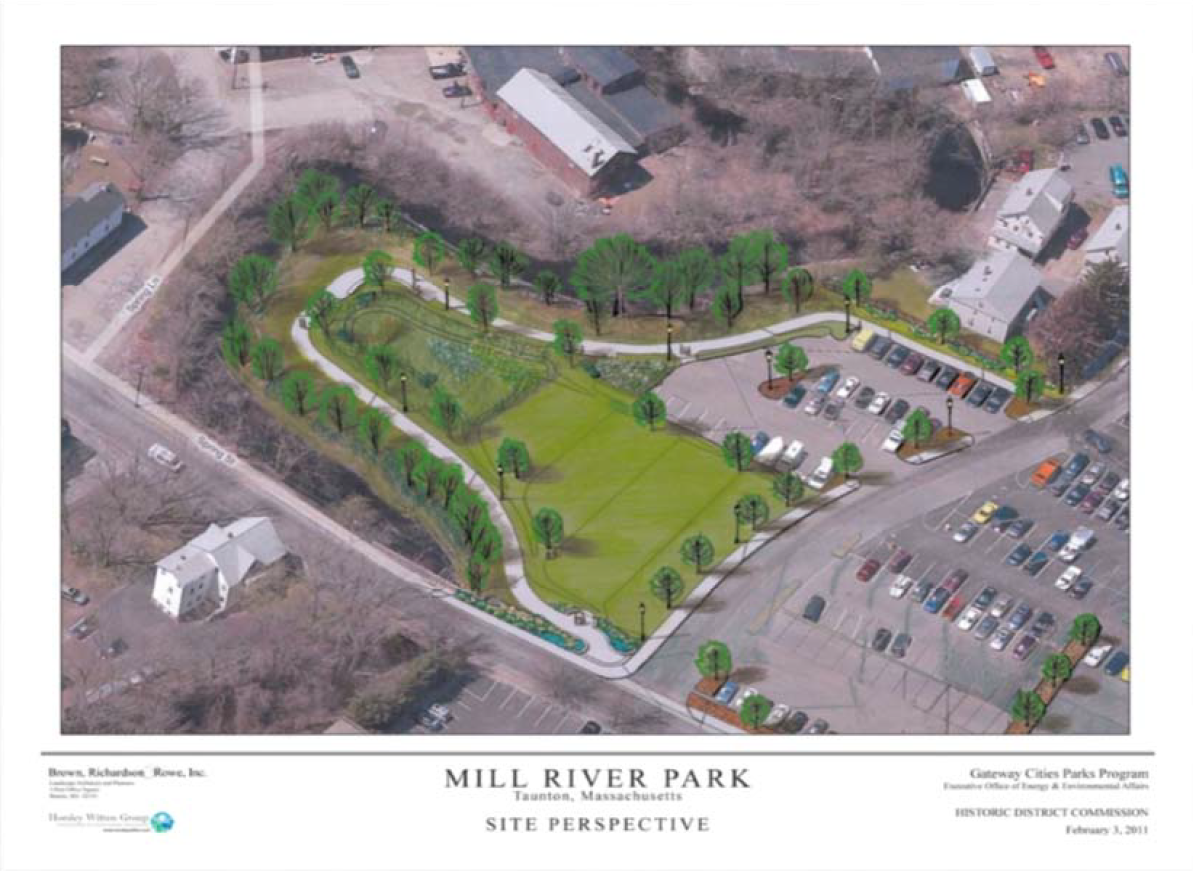 Brown, Richardson Rowe, Inc.
Horsley Witten Group
MILL RIVER PARK
Taunton, Massachusetts
SITE PERSPECTIVE
Gateway Cities Parks Program
Executive Office of Energy & Environmental Affairs
HISTORIC DISTRICT COMMISSION
February 3, 2011